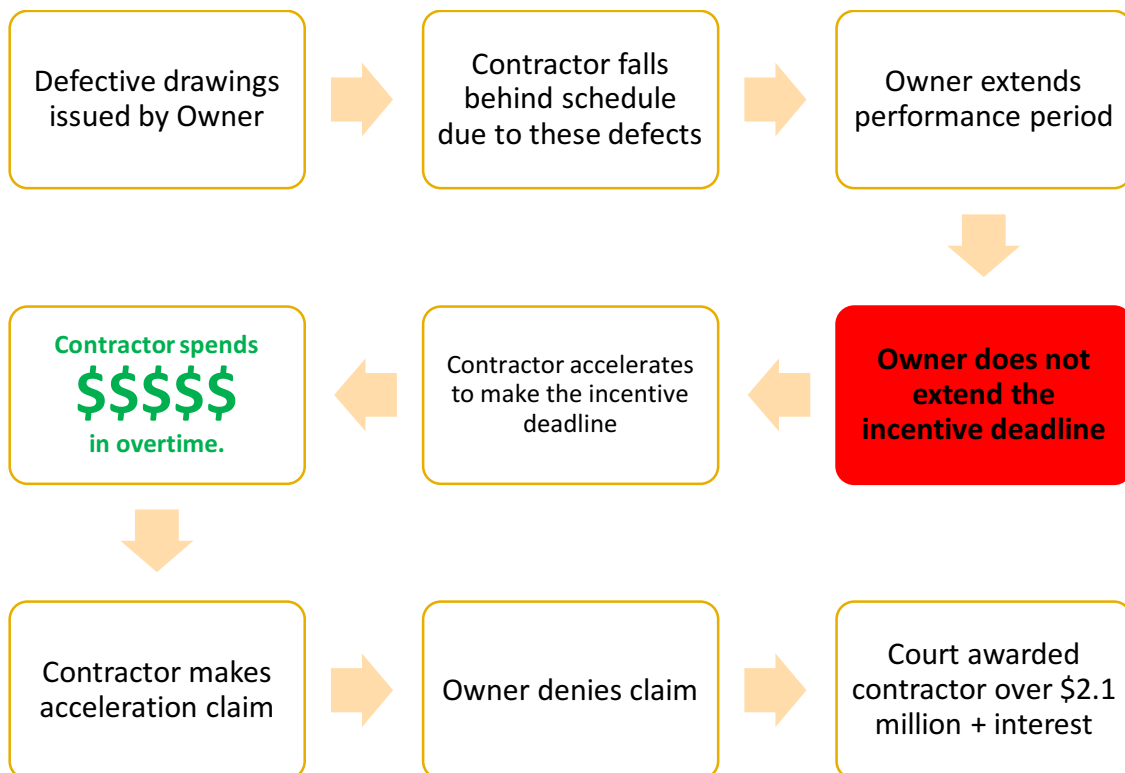 Defective drawings
issued by Owner
Contractor falls
behind schedule
due to these defects
Owner extends
performance period
Owner does not
extend the
incentive deadline
Contractor accelerates
to make the incentive
deadline
Contractor spends
$$$$$
in overtime.
Contractor makes
acceleration claim
Owner denies claim
Court awarded
contractor over $2.1
million + interest